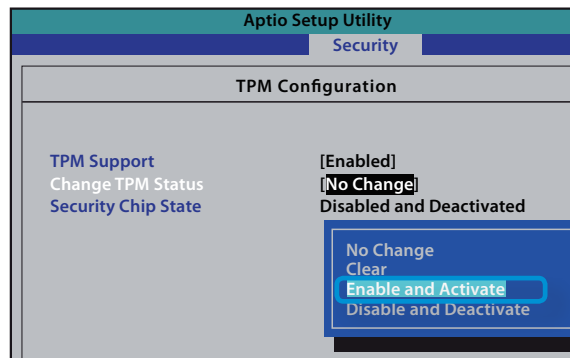 Aptio Setup Utility
Security
TPM Configuration
TPM Support [Enabled]
Change TPM Status [No Change]
Security Chip State Disabled and Deactivated
No Change
Clear
Enable and Activate
Disable and Deactivate